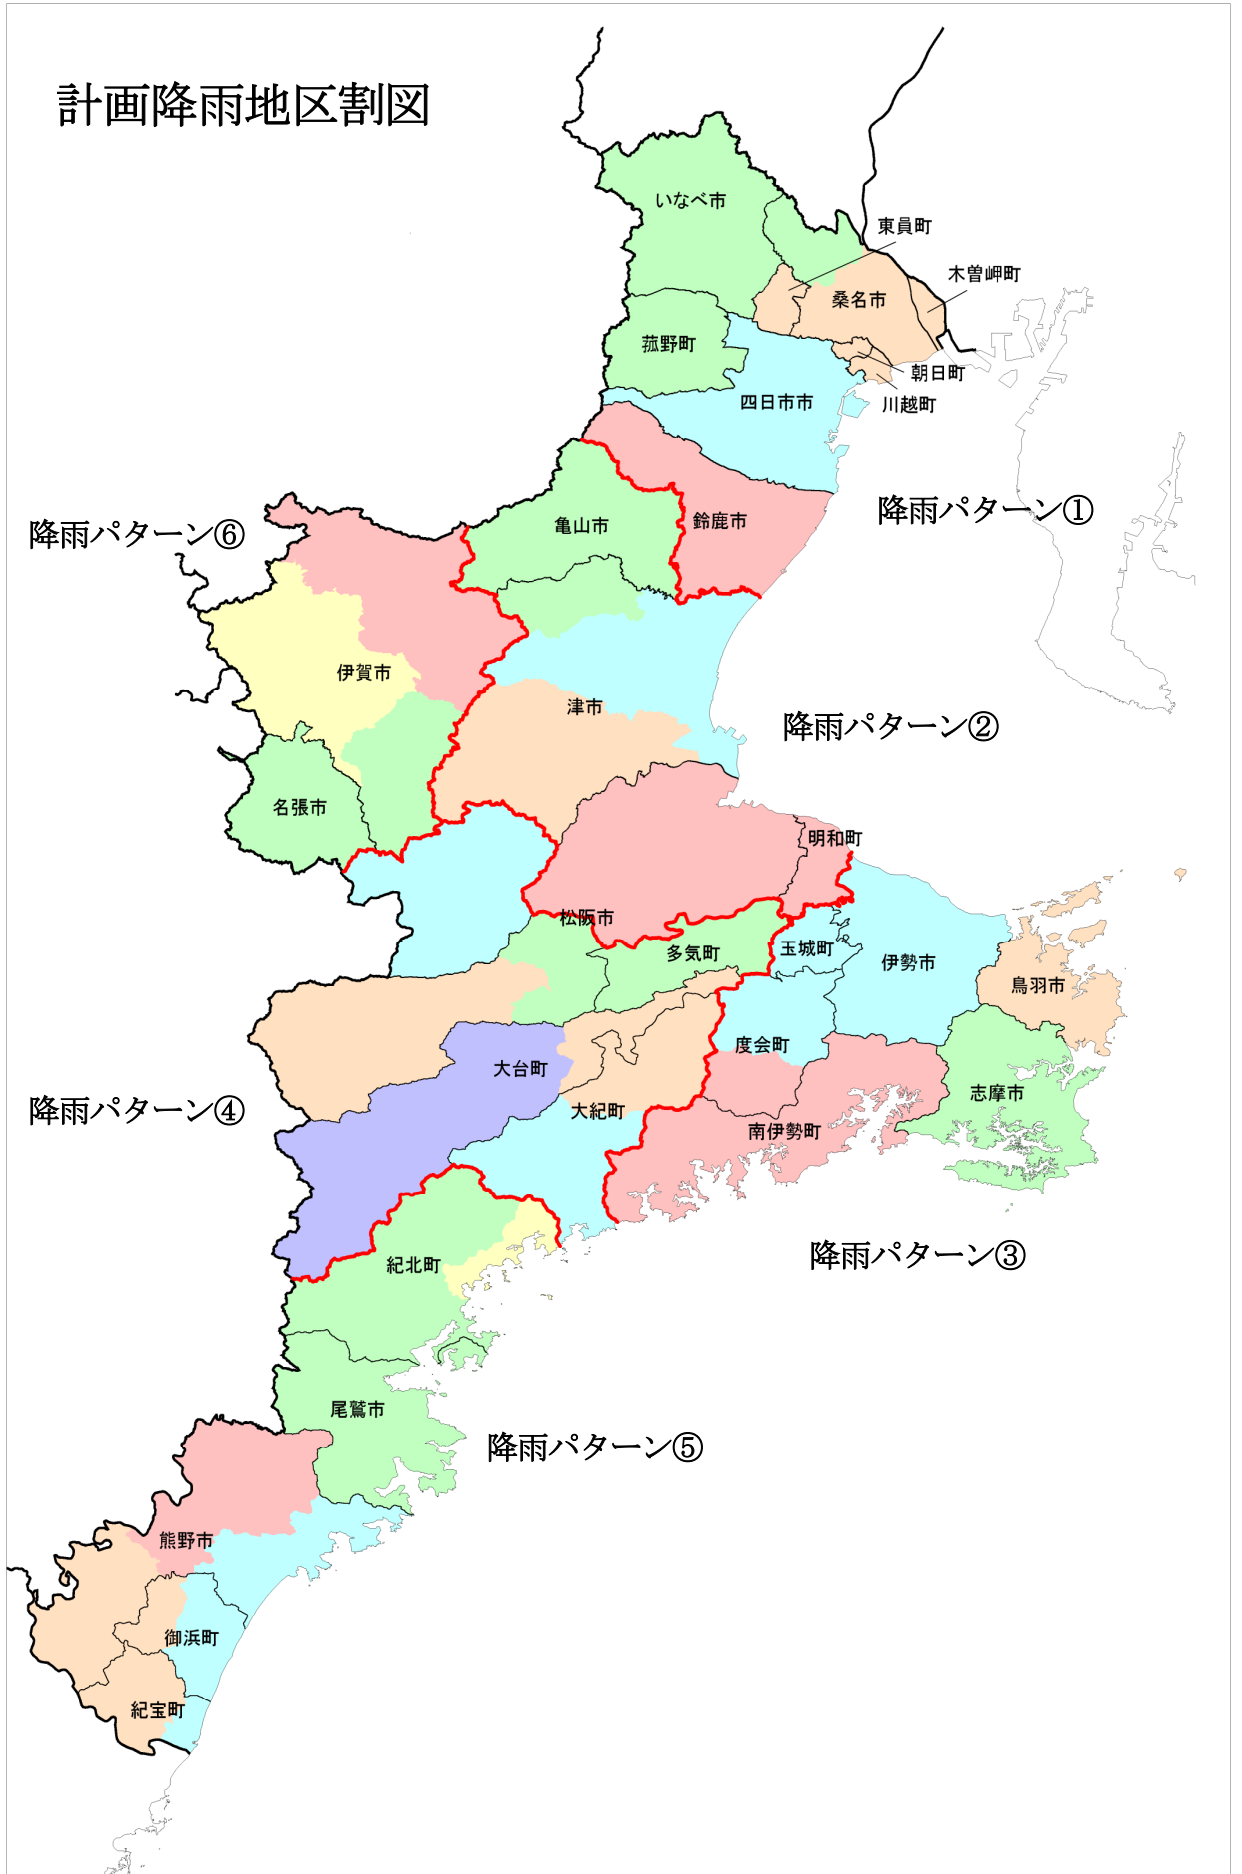 計画降雨地区割図
いなべ市
東員町
木曽岬町
桑名市
菰野町
朝日町
四日市市
川越町
降雨パターン①
鈴鹿市
亀山市
降雨パターン⑥
伊賀市
津市
降雨パターン②
名張市
明和町
松阪市
多気町
玉城町
伊勢市
鳥羽市
度会町
大台町
志摩市
降雨パターン④
大紀町
南伊勢町
降雨パターン③
紀北町
尾鷲市
降雨パターン⑤
熊野市
御浜町
紀宝町